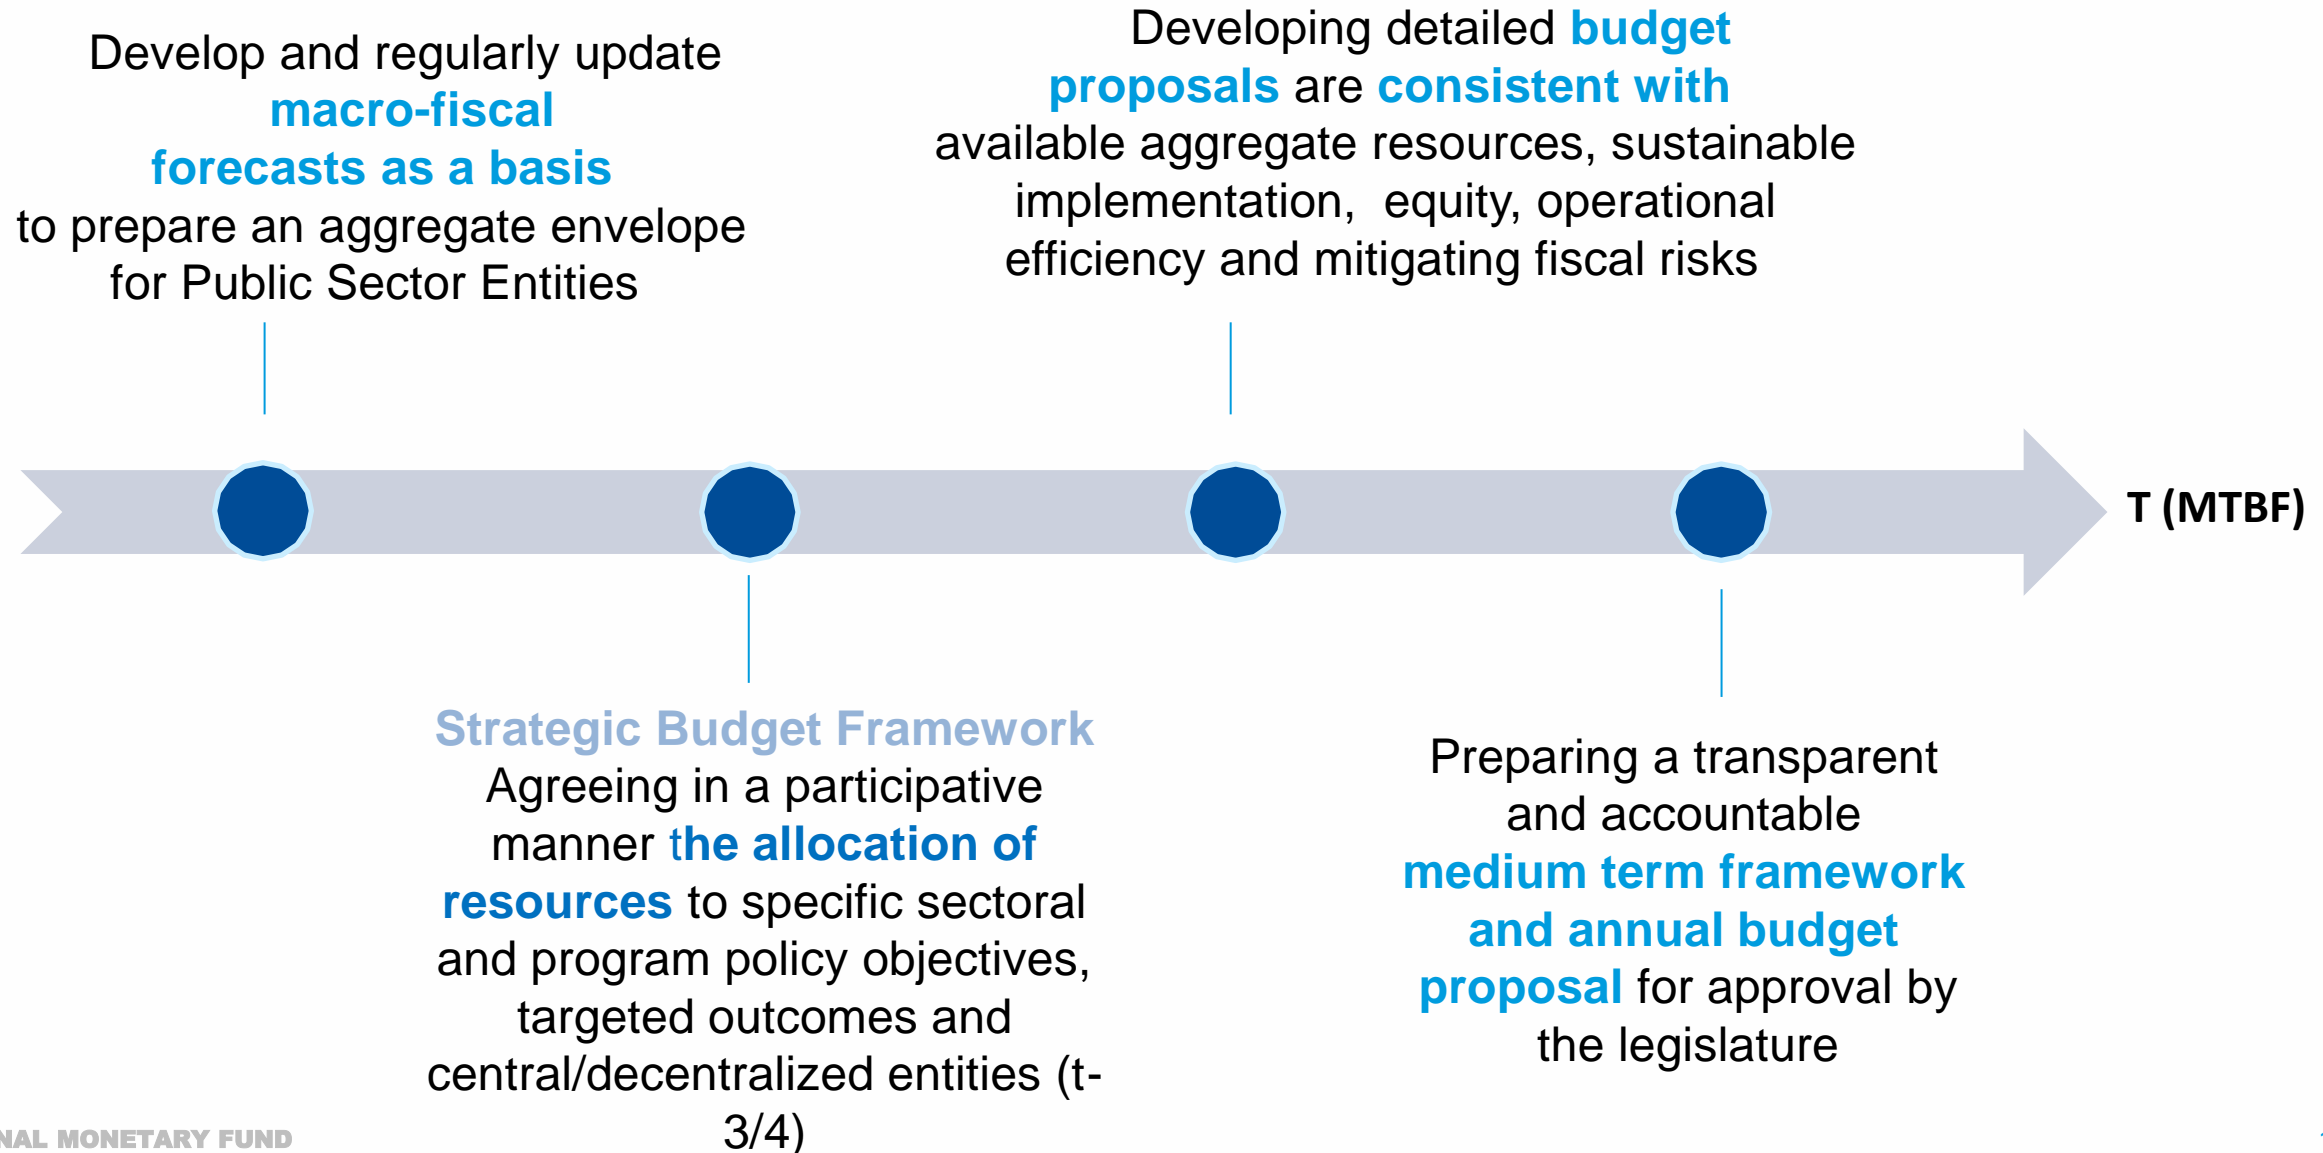 Develop and regularly update
macro-fiscal
forecasts as a basis
to prepare an aggregate envelope
for Public Sector Entities
Developing detailed budget
proposals are consistent with
available aggregate resources, sustainable
implementation, equity, operational
efficiency and mitigating fiscal risks
T (MTBF)
Strategic Budget Framework
Agreeing in a participative
manner the allocation of
resources to specific sectoral
and program policy objectives,
targeted outcomes and
central/decentralized entities (t-
3/4)
Preparing a transparent
and accountable
medium term framework
and annual budget
proposal for approval by
the legislature
NAL MONETARY FUND